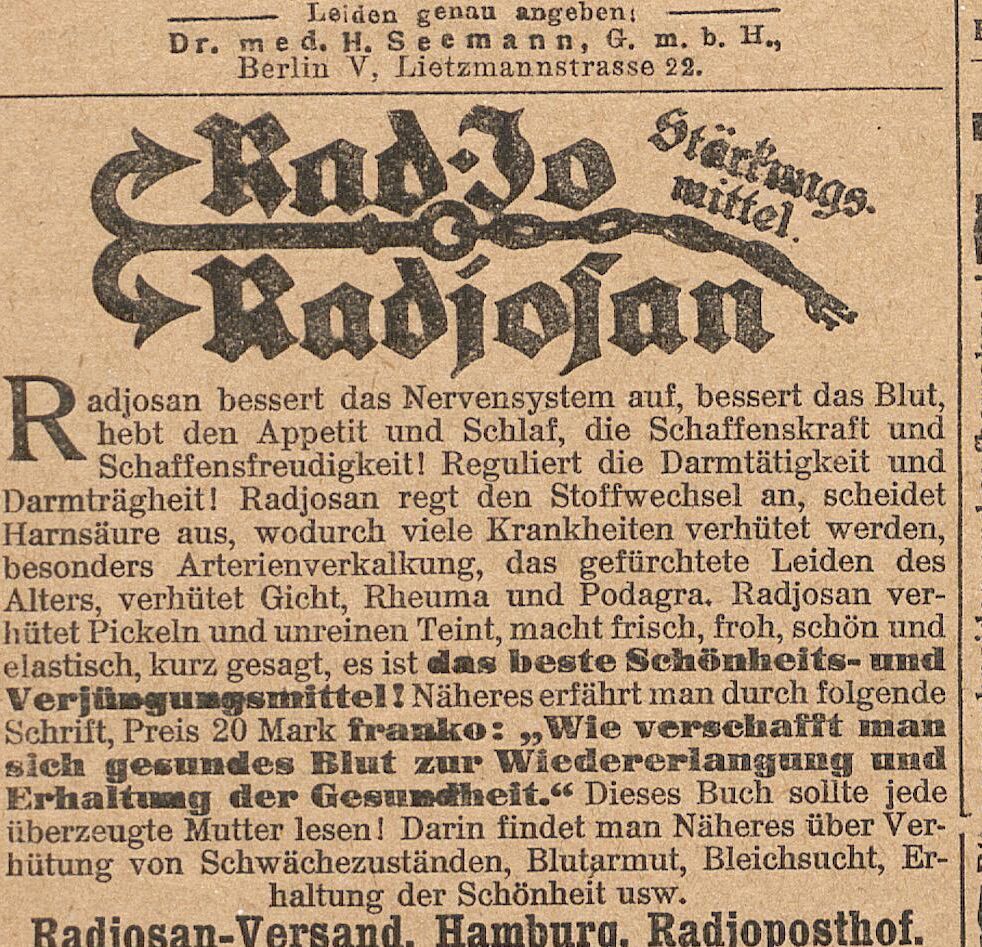 Leiden genau angeben:
Dr. med. H. Seemann, G. m. b. H.,
Berlin V, Lietzmannstrasse 22.
Rad-Jo
Stärkungs-
mittel.
Radjosan
Radjosan bessert das Nervensystem auf, bessert das Blut,
hebt den Appetit und Schlaf, die Schaffenskraft und
Schaffensfreudigkeit! Reguliert die Darmtätigkeit und
Darmträgheit! Radjosan regt den Stoffwechsel an, scheidet
Harnsäure aus, wodurch viele Krankheiten verhütet werden,
besonders Arterienverkalkung, das gefürchtete Leiden des
Alters, verhütet Gicht, Rheuma und Podagra. Radjosan ver-
hütet Pickeln und unreinen Teint, macht frisch, froh, schön und
elastisch, kurz gesagt, es ist das beste Schönheits- und
Verjüngungsmittel! Näheres erfährt man durch folgende
Schrift, Preis 20 Mark franko: „Wie verschafft man
sich gesundes Blut zur Wiedererlangung und
Erhaltung der Gesundheit.“ Dieses Buch sollte jede
überzeugte Mutter lesen! Darin findet man Näheres über Ver-
hütung von Schwächezuständen, Blutarmut, Bleichsucht, Er-
haltung der Schönheit usw.
Radjosan-Versand, Hamburg, Radjoposthof.